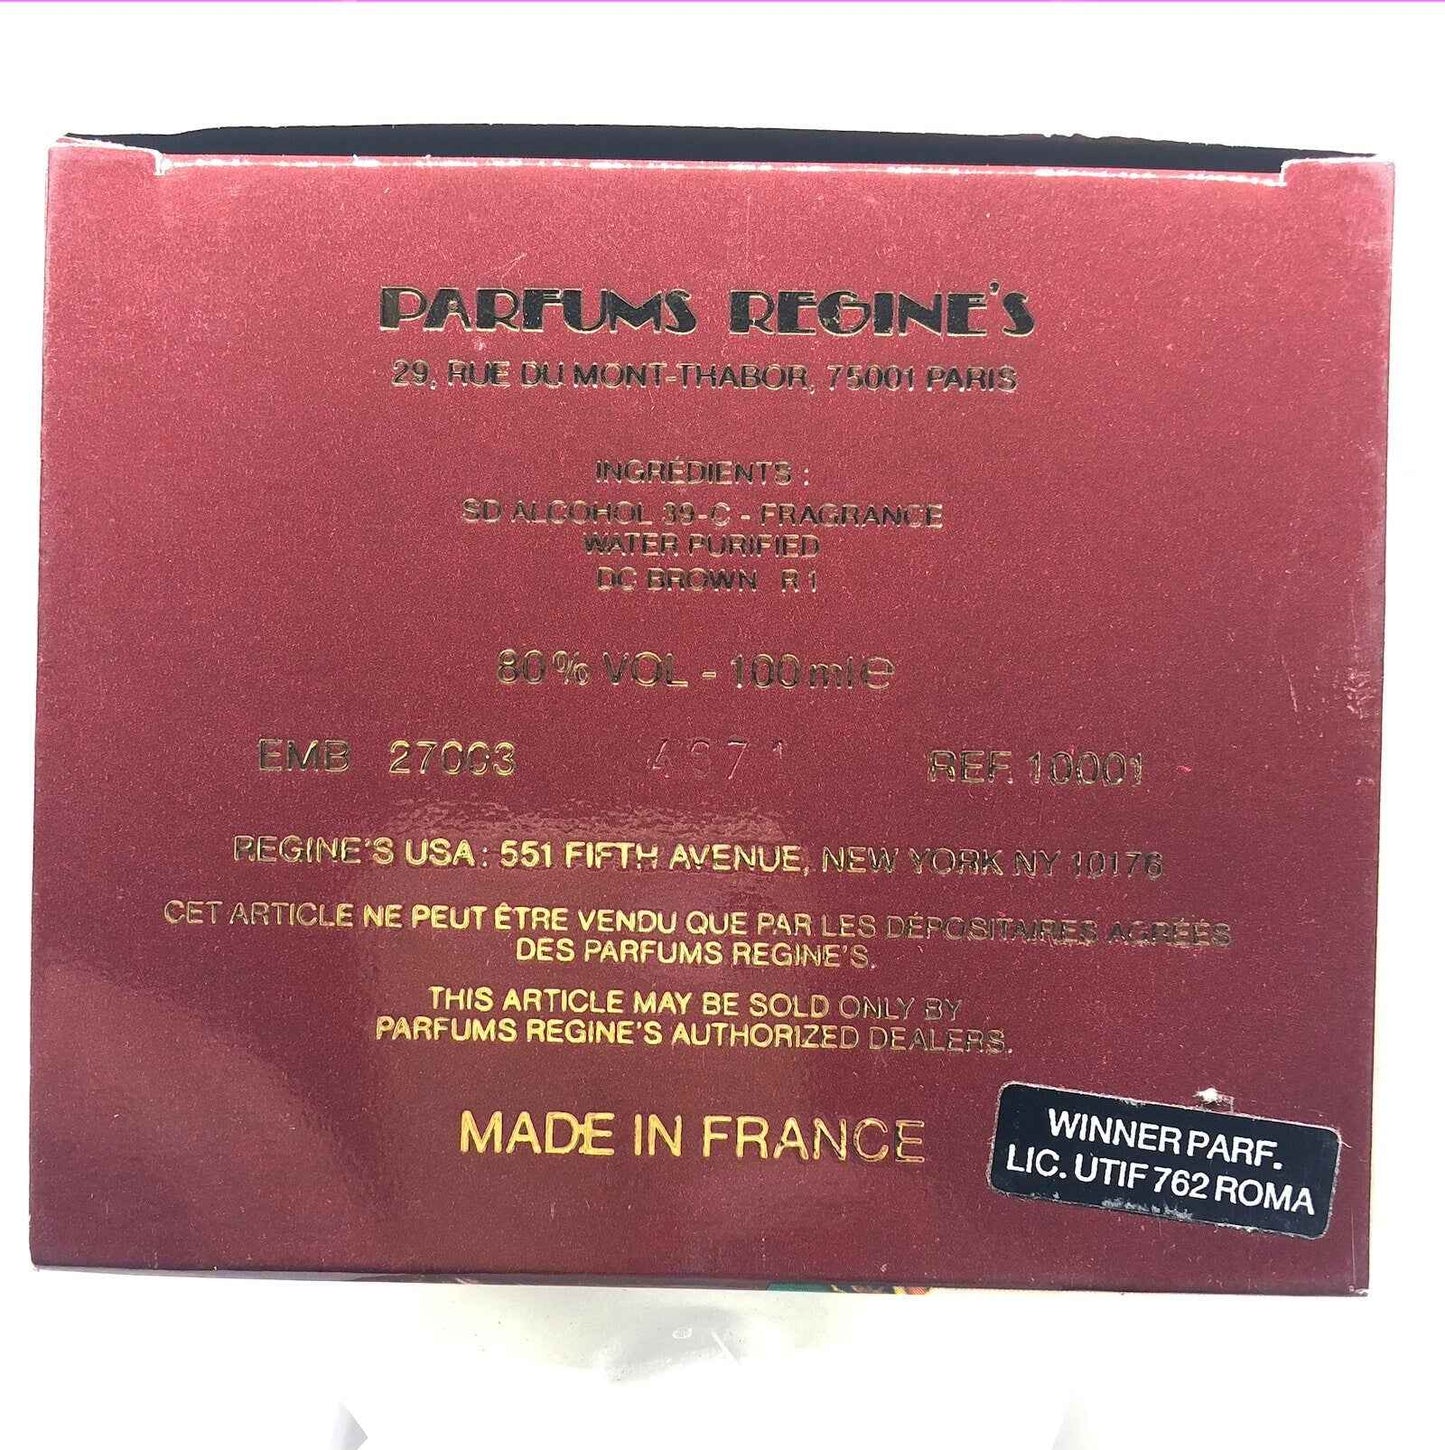 PARFUMS REGINE'S
29, RUE DU MONT-THABOR, 75001 PARIS
INGRÉDIENTS :
SD ALCOHOL 39-C - FRAGRANCE
WATER PURIFIED
DC BROWN R 1
80% VOL - 100 ml e
EMB 27003 4671 REF. 10001
REGINE'S USA : 551 FIFTH AVENUE, NEW YORK NY 10176
CET ARTICLE NE PEUT ÊTRE VENDU QUE PAR LES DÉPOSITAIRES AGRÉÉS
DES PARFUMS REGINE'S.
THIS ARTICLE MAY BE SOLD ONLY BY
PARFUMS REGINE'S AUTHORIZED DEALERS.
MADE IN FRANCE
WINNER PARF.
LIC. UTIF 762 ROMA